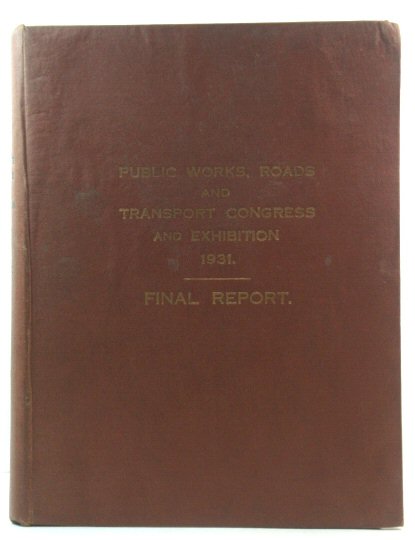 PUBLIC WORKS, ROADS
AND
TRANSPORT CONGRESS
AND EXHIBITION
1931.
FINAL REPORT.